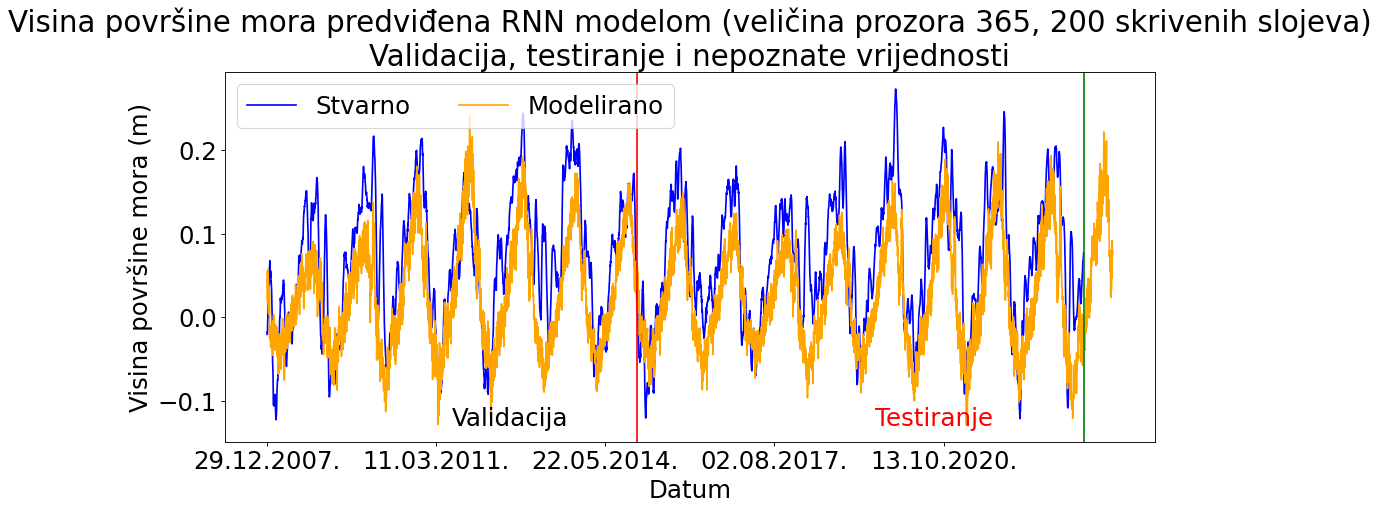 Visina površine mora predviđena RNN modelom (veličina prozora 365, 200 skrivenih slojeva)
Validacija, testiranje i nepoznate vrijednosti
Stvarno
Modelirano
Visina površine mora (m)
0.2
0.1
0.0
−0.1
Validacija
Testiranje
29.12.2007.
11.03.2011.
22.05.2014.
02.08.2017.
13.10.2020.
Datum